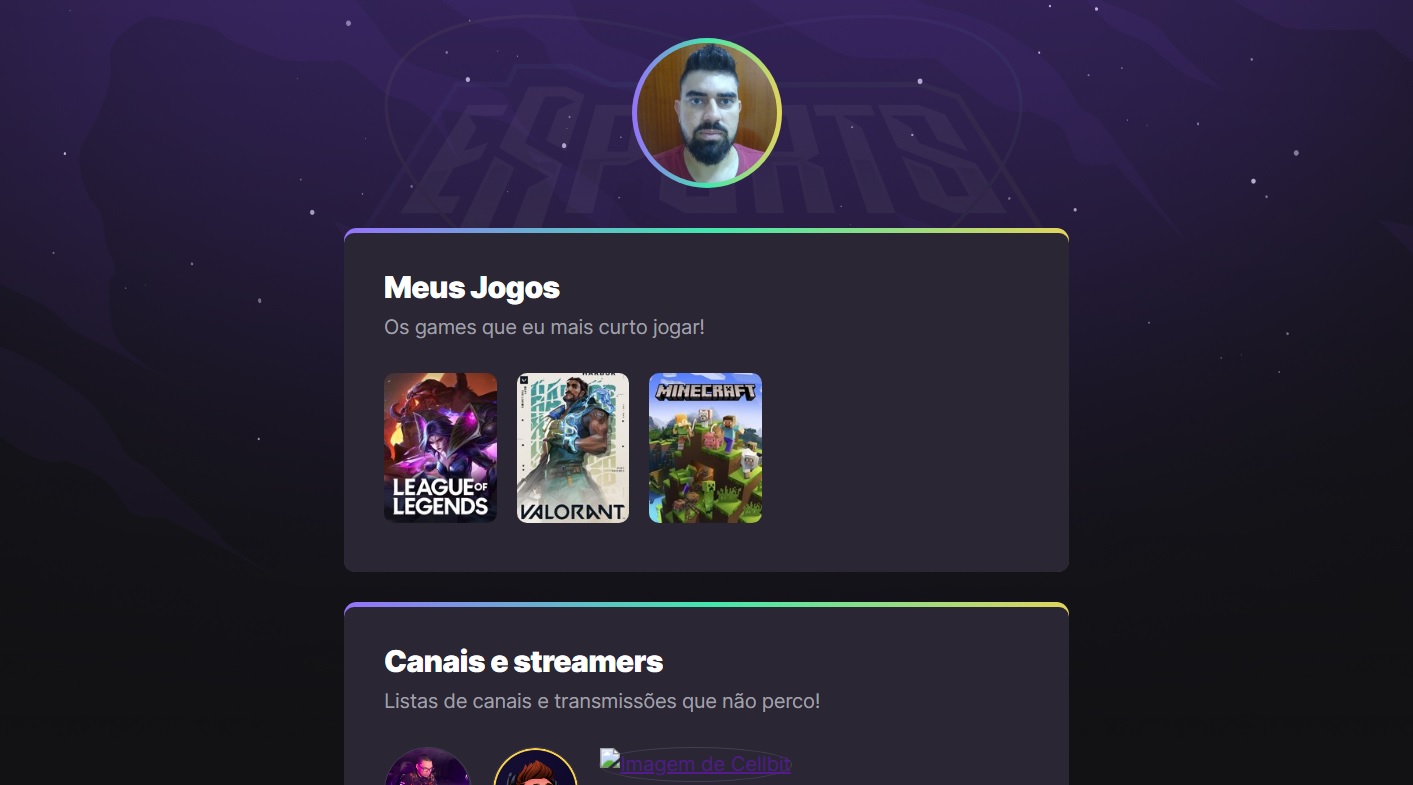 ESPORTS
Meus Jogos
Os games que eu mais curto jogar!
LEAGUE OF
LEGENDS
HARBOR
VALORANT
MINECRAFT
Canais e streamers
Listas de canais e transmissões que não perco!
Imagem de Cellbit